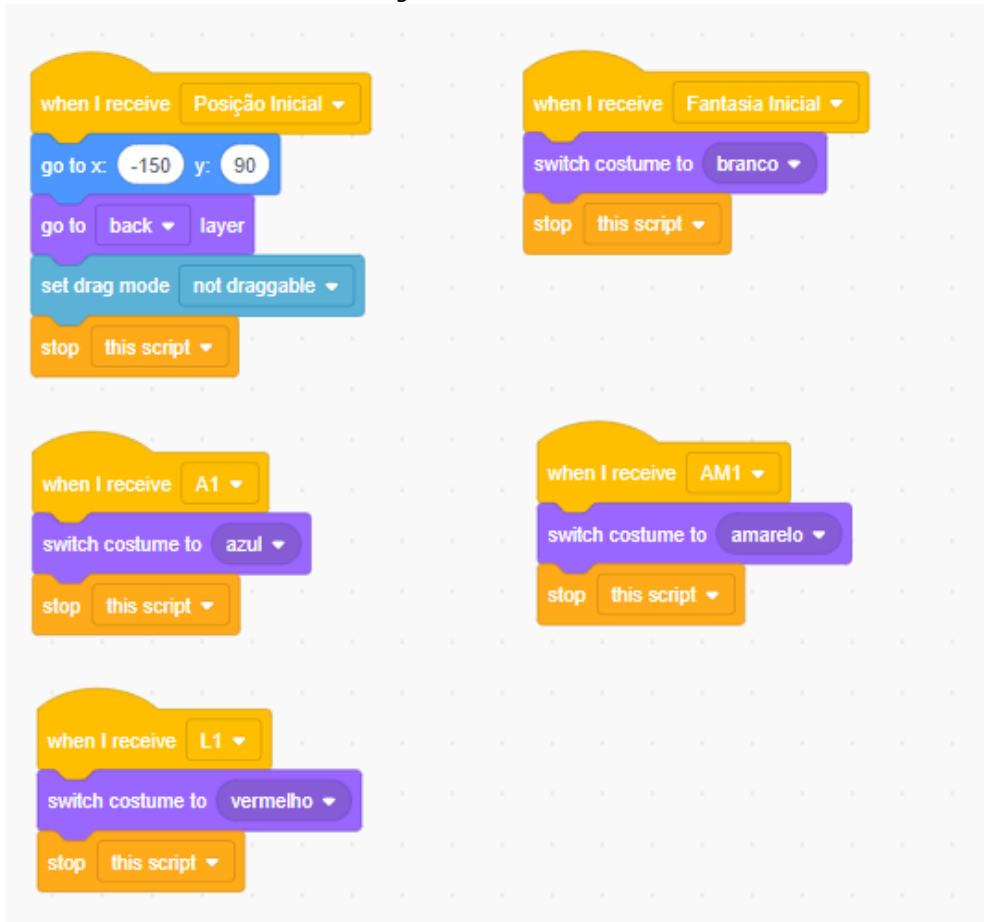 when I receive Posição Inicial
go to x: -150 y: 90
go to back layer
set drag mode not draggable
stop this script
when I receive Fantasia Inicial
switch costume to branco
stop this script
when I receive A1
switch costume to azul
stop this script
when I receive AM1
switch costume to amarelo
stop this script
when I receive L1
switch costume to vermelho
stop this script